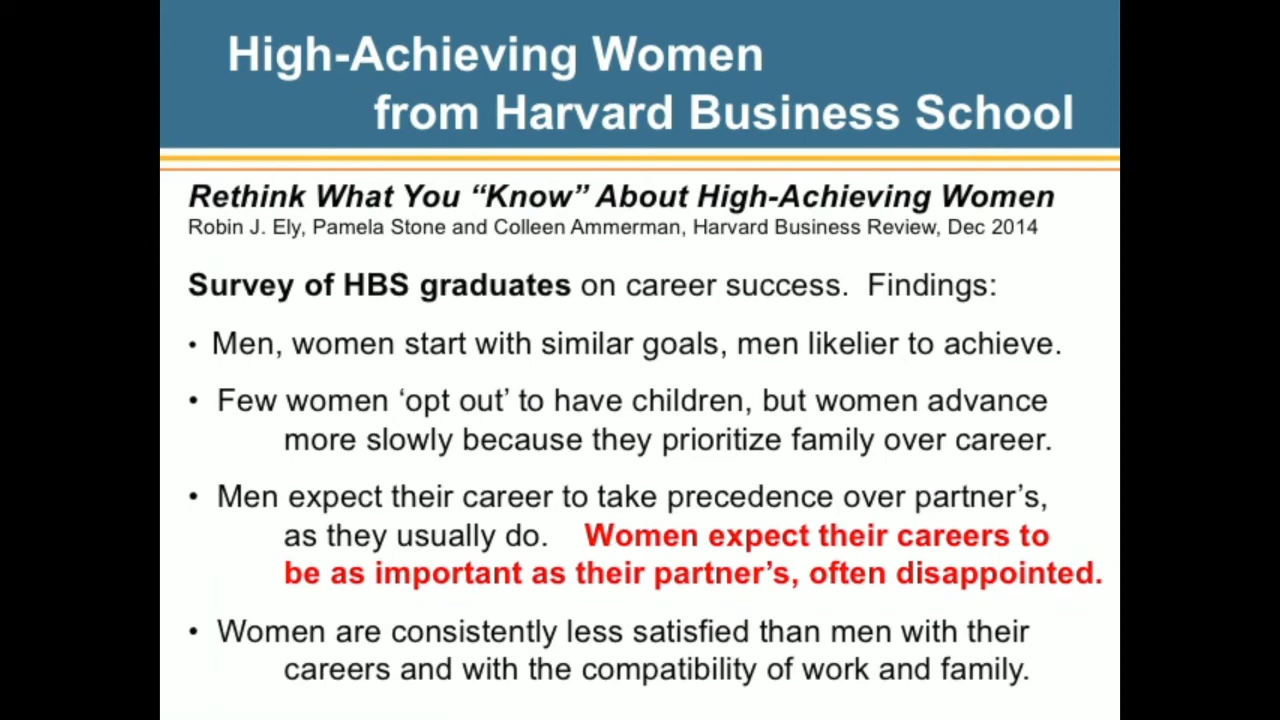 High-Achieving Women
from Harvard Business School
Rethink What You “Know” About High-Achieving Women
Robin J. Ely, Pamela Stone and Colleen Ammerman, Harvard Business Review, Dec 2014
Survey of HBS graduates on career success.  Findings:
• Men, women start with similar goals, men likelier to achieve.
• Few women ‘opt out’ to have children, but women advance
more slowly because they prioritize family over career.
• Men expect their career to take precedence over partner’s,
as they usually do.    Women expect their careers to
be as important as their partner’s, often disappointed.
• Women are consistently less satisfied than men with their
careers and with the compatibility of work and family.